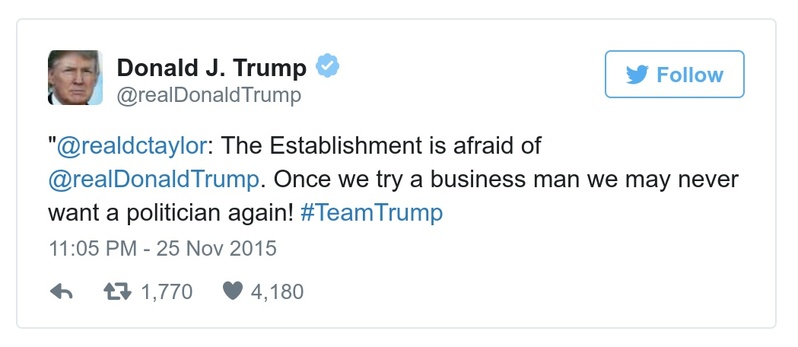 Donald J. Trump
@realDonaldTrump
Follow
"@realdctaylor: The Establishment is afraid of
@realDonaldTrump. Once we try a business man we may never
want a politician again! #TeamTrump
11:05 PM - 25 Nov 2015
1,770 4,180